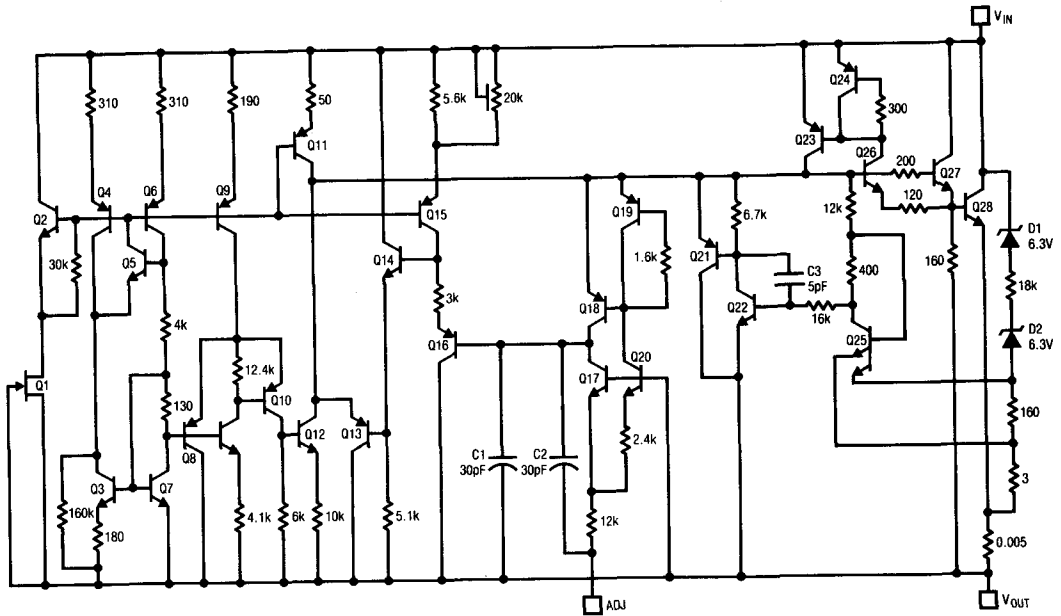 VIN
310
310
190
50
5.6k
20k
Q24
300
Q11
Q23
Q26
200
Q27
Q4
Q6
Q9
Q2
Q15
Q19
6.7k
12k
120
Q28
D1
6.3V
30k
Q5
Q14
1.6k
Q21
C3
5pF
400
160
18k
4k
3k
Q18
Q22
16k
D2
6.3V
Q16
Q25
Q1
12.4k
Q20
130
Q10
Q17
160
Q8
Q12
Q13
C1
30pF
C2
30pF
2.4k
Q3
Q7
3
160k
180
4.1k
6k
10k
5.1k
12k
0.005
ADJ
VOUT